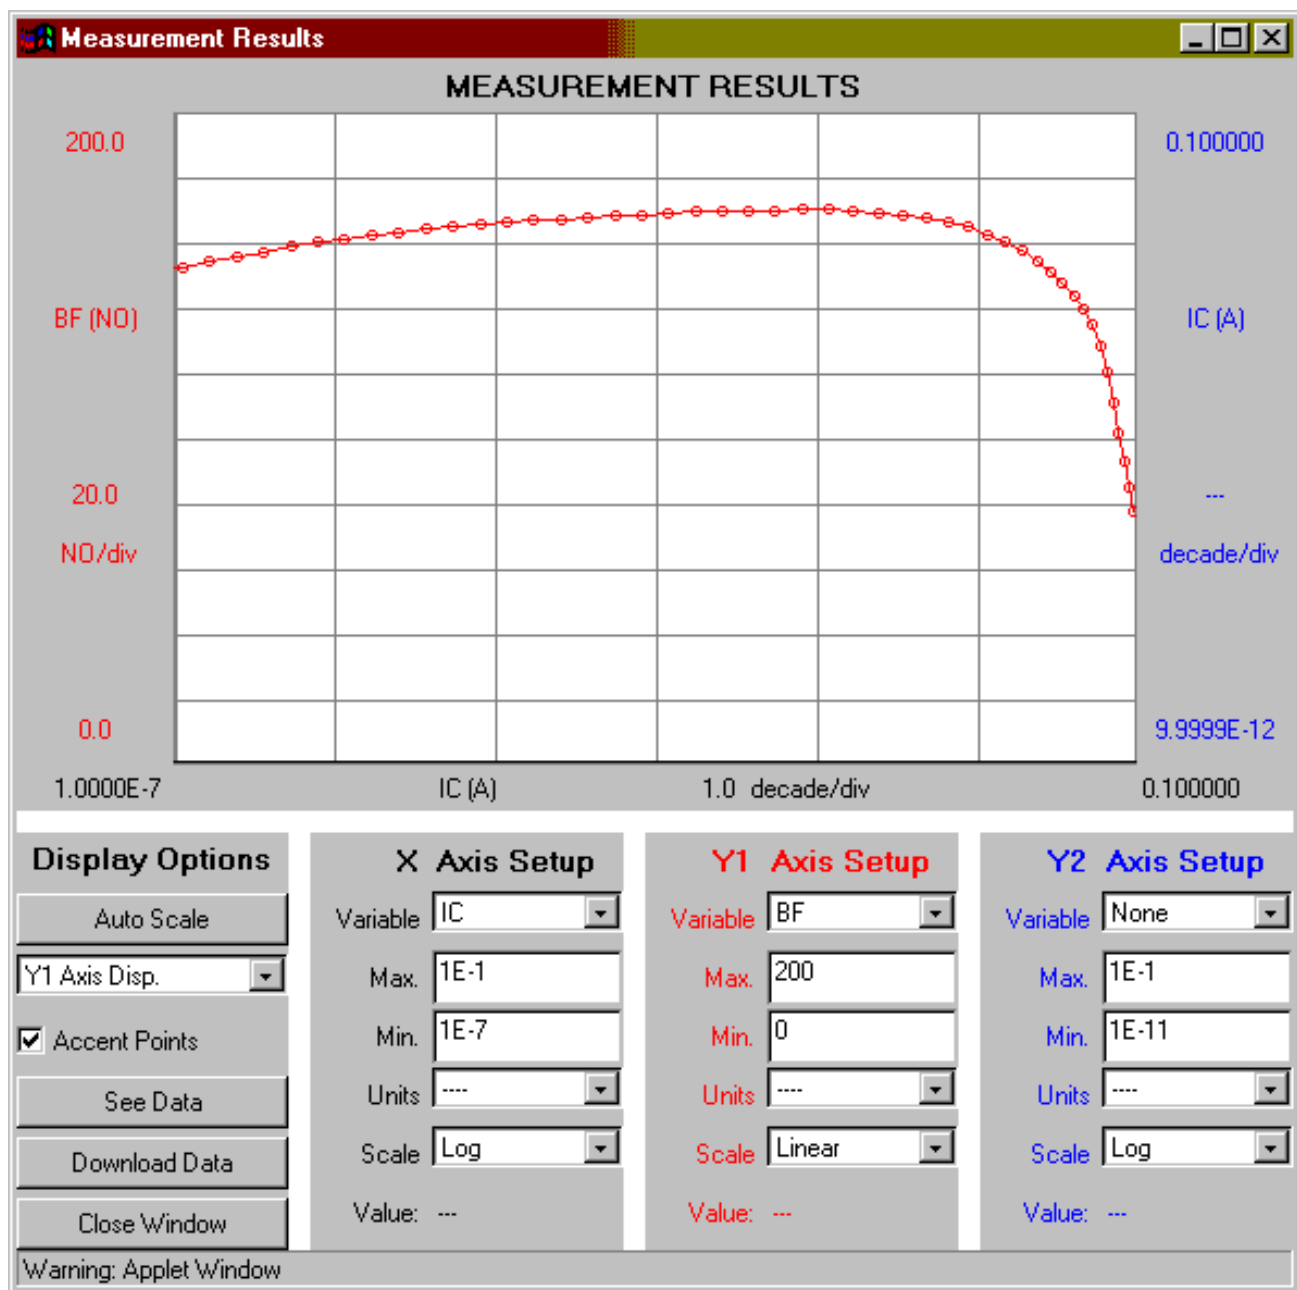 Measurement Results
MEASUREMENT RESULTS
200.0
0.100000
BF (NO)
IC (A)
20.0
---
NO/div
decade/div
0.0
9.9999E-12
1.0000E-7
IC (A)
1.0 decade/div
0.100000
Display Options
Auto Scale
Y1 Axis Disp.
Accent Points
See Data
Download Data
Close Window
X Axis Setup
Variable IC
Max. 1E-1
Min. 1E-7
Units ----
Scale Log
Value: ---
Y1 Axis Setup
Variable BF
Max. 200
Min. 0
Units ----
Scale Linear
Value: ---
Y2 Axis Setup
Variable None
Max. 1E-1
Min. 1E-11
Units ----
Scale Log
Value: ---
Warning: Applet Window